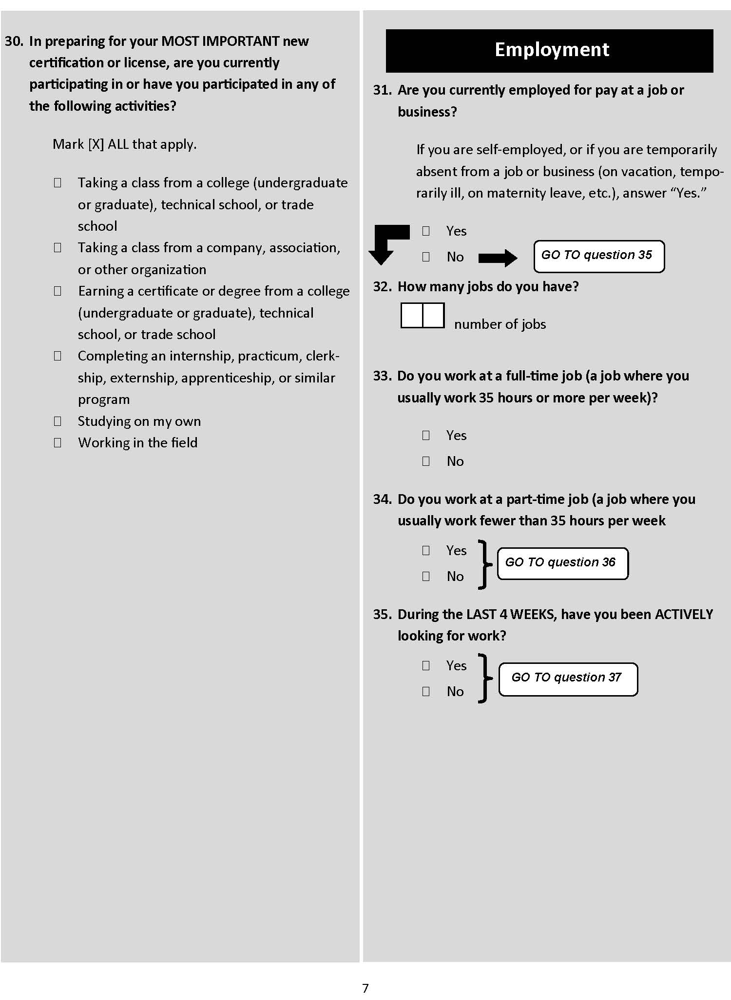 30. In preparing for your MOST IMPORTANT new
certification or license, are you currently
participating in or have you participated in any of
the following activities?
Mark [X] ALL that apply.
Taking a class from a college (undergraduate
or graduate), technical school, or trade
school
Taking a class from a company, association,
or other organization
Earning a certificate or degree from a college
(undergraduate or graduate), technical
school, or trade school
Completing an internship, practicum, clerk-
ship, externship, apprenticeship, or similar
program
Studying on my own
Working in the field
Employment
31. Are you currently employed for pay at a job or
business?
If you are self-employed, or if you are temporarily
absent from a job or business (on vacation, tempo-
rarily ill, on maternity leave, etc.), answer “Yes.”
Yes
No GO TO question 35
32. How many jobs do you have?
number of jobs
33. Do you work at a full-time job (a job where you
usually work 35 hours or more per week)?
Yes
No
34. Do you work at a part-time job (a job where you
usually work fewer than 35 hours per week
Yes
GO TO question 36
No
35. During the LAST 4 WEEKS, have you been ACTIVELY
looking for work?
Yes
GO TO question 37
No
7